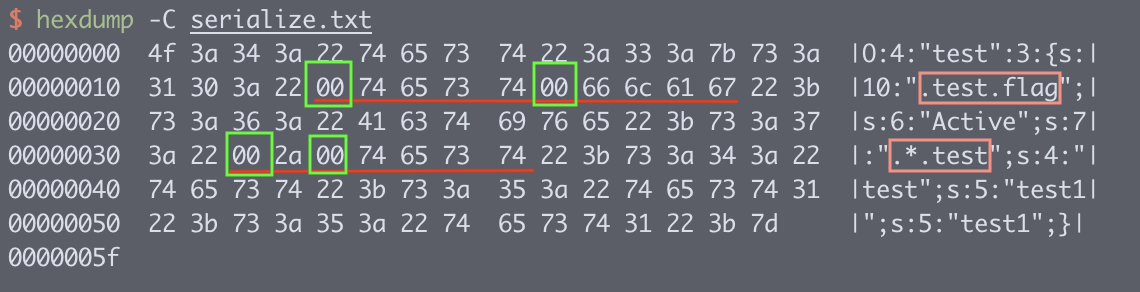 $ hexdump -C serialize.txt
00000000  4f 3a 34 3a 22 74 65 73  74 22 3a 33 3a 7b 73 3a  |O:4:"test":3:{s:|
00000010  31 30 3a 22 00 74 65 73  74 00 66 6c 61 67 22 3b  |10:".test.flag";|
00000020  73 3a 36 3a 22 41 63 74  69 76 65 22 3b 73 3a 37  |s:6:"Active";s:7|
00000030  3a 22 00 2a 00 74 65 73  74 22 3b 73 3a 34 3a 22  |:".*.test";s:4:"|
00000040  74 65 73 74 22 3b 73 3a  35 3a 22 74 65 73 74 31  |test";s:5:"test1|
00000050  22 3b 73 3a 35 3a 22 74  65 73 74 31 22 3b 7d     |";s:5:"test1";}|
0000005f